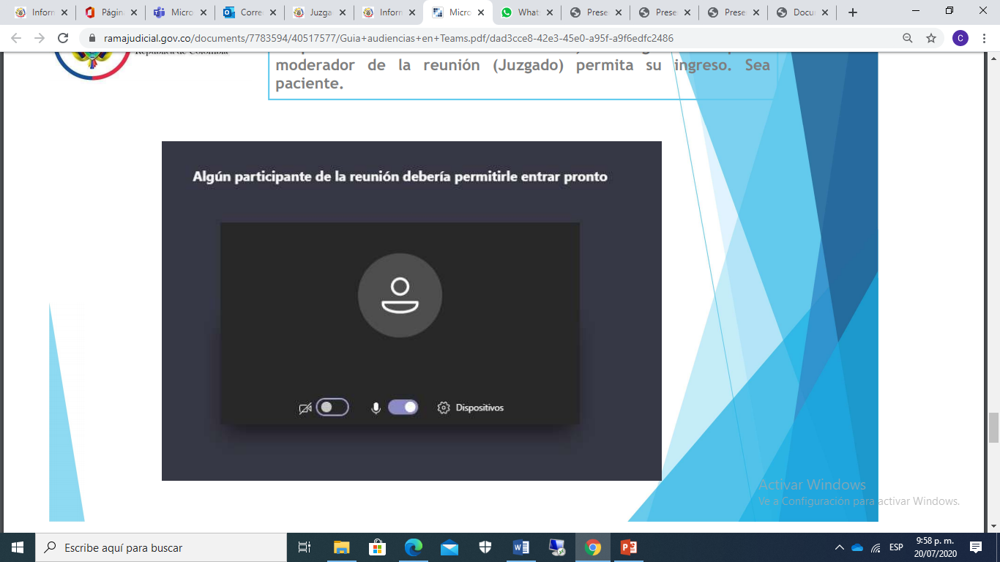 Inform
Págin
Micro
Corre
Juzga
Inform
Micro
What
Prese
Prese
Prese
Docu
ramajudicial.gov.co/documents/7783594/40517577/Guia+audiencias+en+Teams.pdf/dad3cce8-42e3-45e0-a95f-a9f6edfc2486
C
República de Colombia
moderador de la reunión (Juzgado) permita su ingreso. Sea
paciente.
Algún participante de la reunión debería permitirle entrar pronto
Dispositivos
Activar Windows
Ve a Configuración para activar Windows.
Escribe aquí para buscar
ESP
9:58 p. m.
20/07/2020